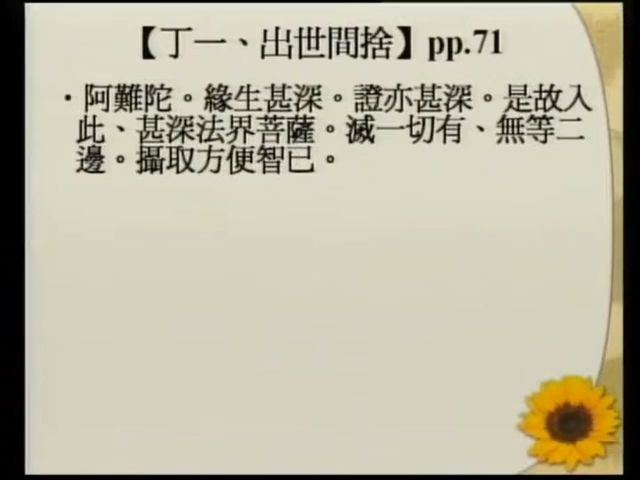 【丁一、出世間捨】pp.71
•阿難陀。緣生甚深。證亦甚深。是故入
此、甚深法界菩薩。滅一切有、無等二
邊。攝取方便智已。